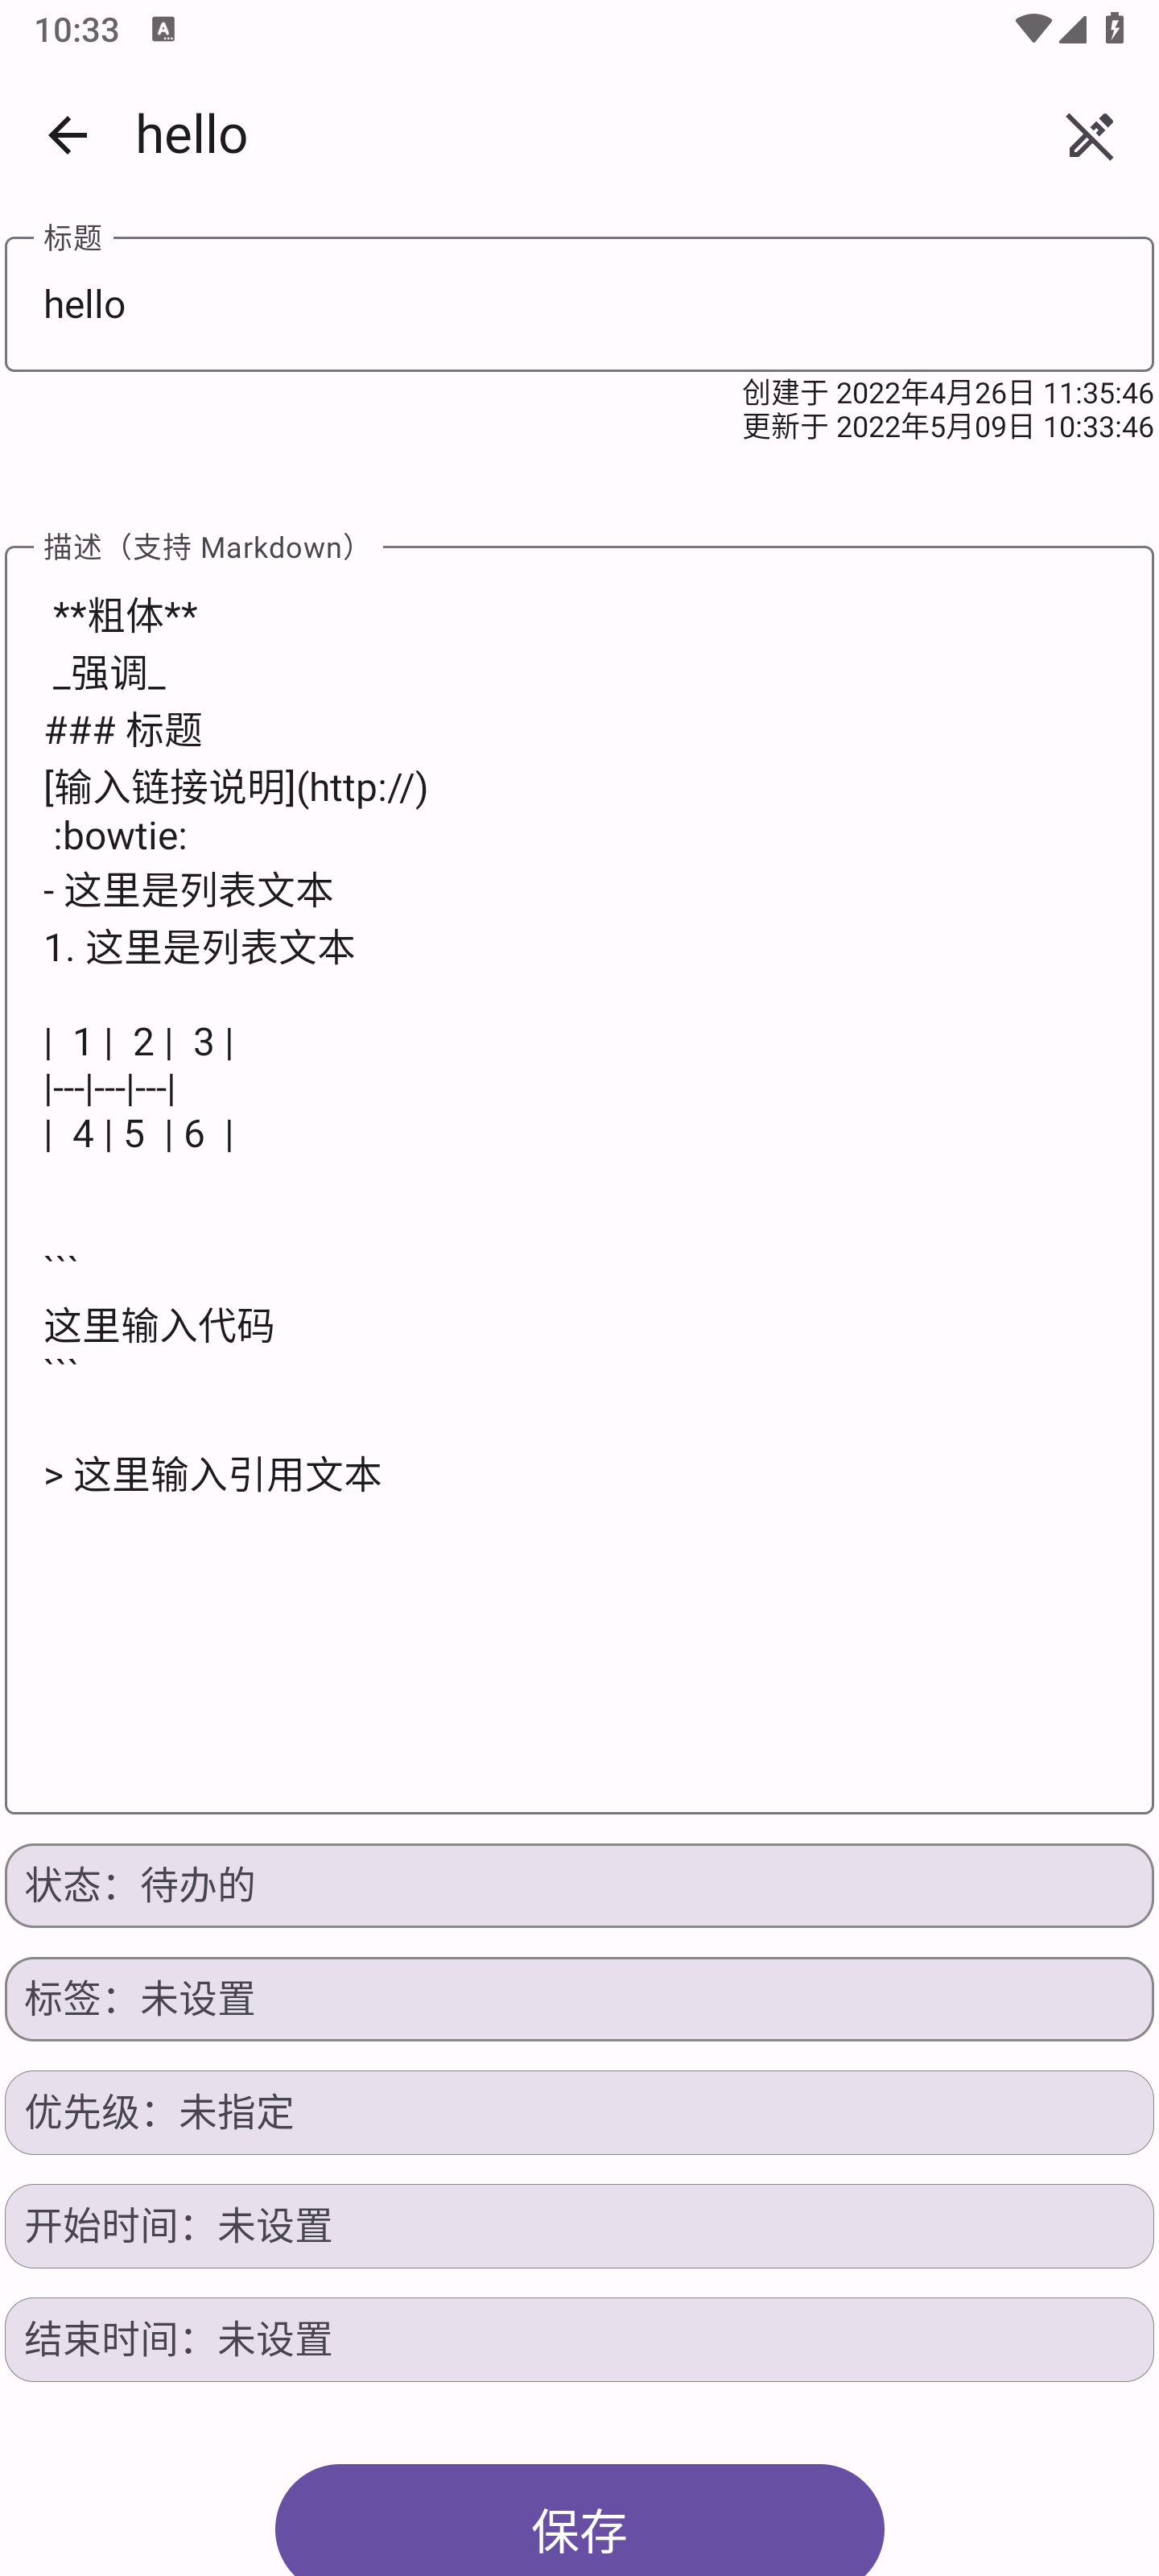 10:33
hello
标题
hello
创建于 2022年4月26日 11:35:46
更新于 2022年5月09日 10:33:46
描述（支持 Markdown）
**粗体**
_强调_
### 标题
[输入链接说明](http://)
:bowtie:
- 这里是列表文本
1. 这里是列表文本
|  1 |  2 |  3 |
|---|---|---|
|  4 | 5  | 6  |
```
这里输入代码
```
> 这里输入引用文本
状态：待办的
标签：未设置
优先级：未指定
开始时间：未设置
结束时间：未设置
保存